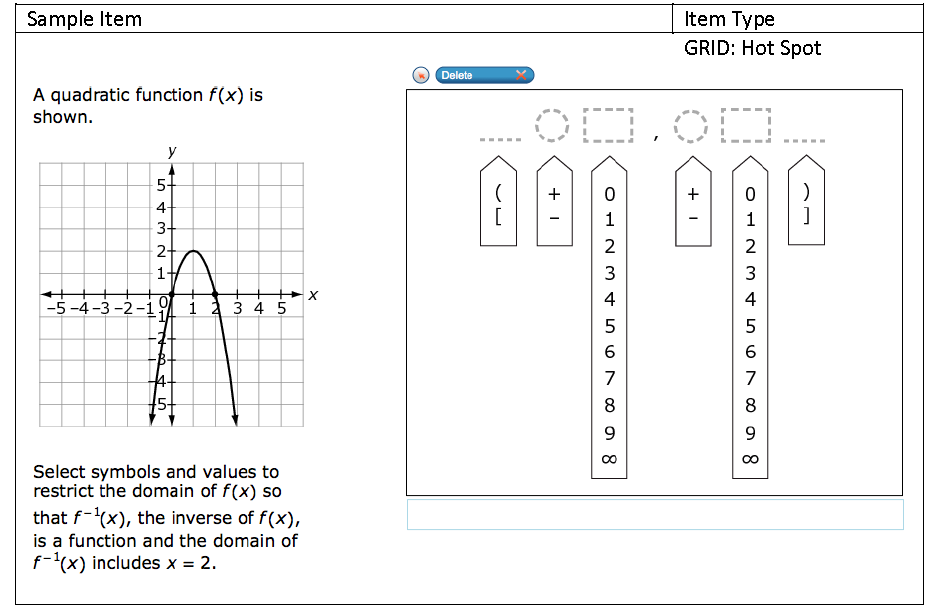 Sample Item
Item Type
GRID: Hot Spot
Delete
A quadratic function f(x) is
shown.
y
5
4
3
2
1
-5 -4 -3 -2 -1 0 1 2 3 4 5 x
-1
-2
-3
-4
-5
Select symbols and values to
restrict the domain of f(x) so
that f⁻¹(x), the inverse of f(x),
is a function and the domain of
f⁻¹(x) includes x = 2.
,
( + 0 + 0 )
[ - 1 - 1 ]
2 2
3 3
4 4
5 5
6 6
7 7
8 8
9 9
∞ ∞